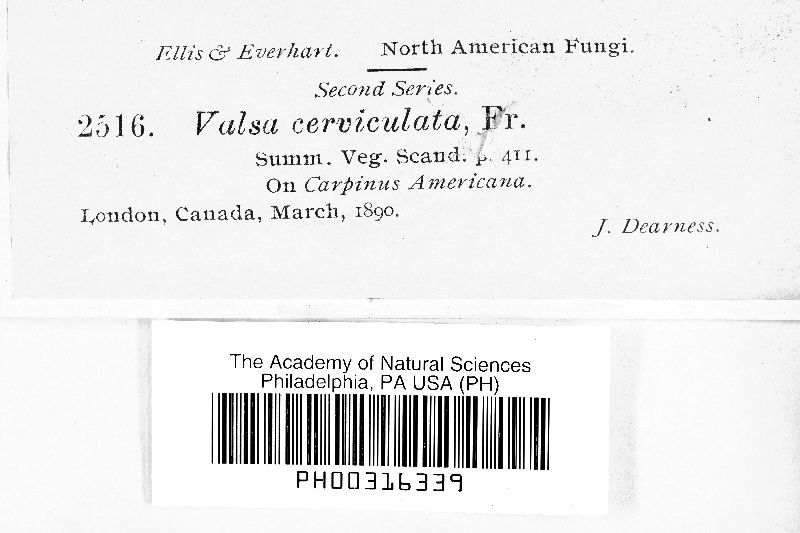 Ellis & Everhart. North American Fungi.
Second Series.
2516. Valsa cerviculata, Fr.
Summ. Veg. Scand. p. 411.
On Carpinus Americana.
London, Canada, March, 1890.
J. Dearness.
The Academy of Natural Sciences
Philadelphia, PA USA (PH)
PH00316339